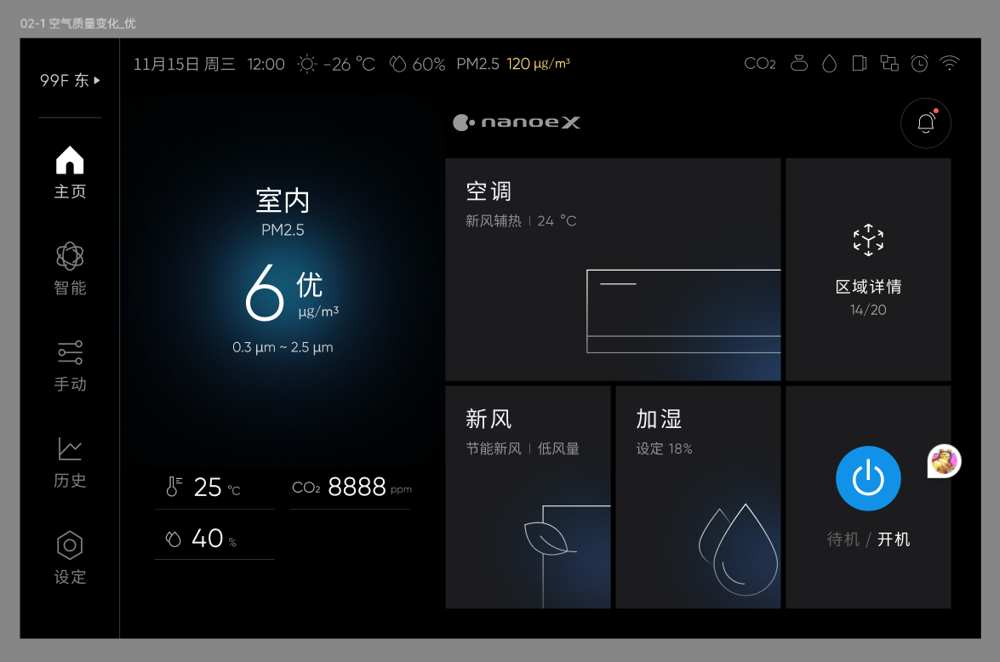 02-1 空气质量变化_优
99F 东
11月15日 周三 12:00 -26 ℃ 60% PM2.5 120 μg/m³
CO2
主页
智能
手动
历史
设定
室内
PM2.5
6 优
μg/m³
0.3 μm ~ 2.5 μm
25 ℃
CO2 8888 ppm
40 %
nanoeX
空调
新风辅热 | 24 ℃
区域详情
14/20
新风
节能新风 | 低风量
加湿
设定 18%
待机 / 开机